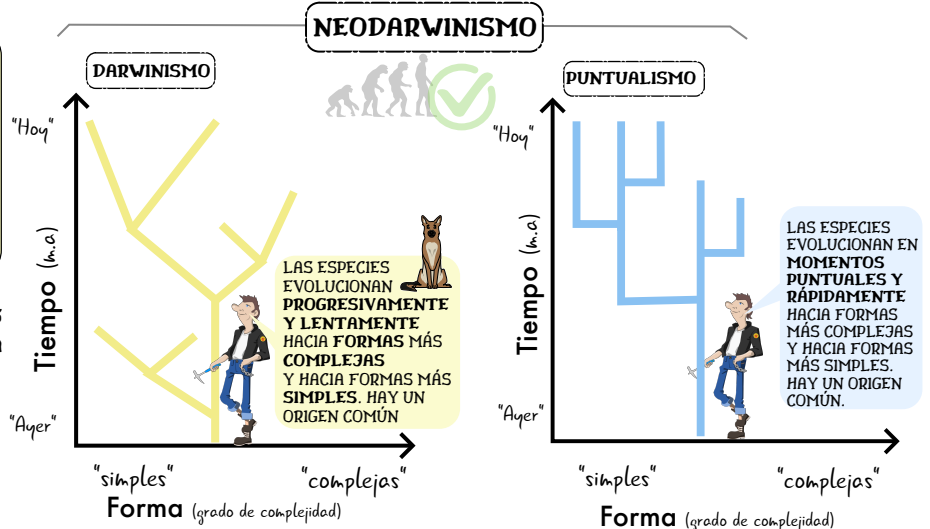 NEODARWINISMO
DARWINISMO
"Hoy"
Tiempo (m.a)
"Ayer"
LAS ESPECIES
EVOLUCIONAN
PROGRESIVAMENTE
Y LENTAMENTE
HACIA FORMAS MÁS
COMPLEJAS
Y HACIA FORMAS MÁS
SIMPLES. HAY UN
ORIGEN COMÚN
"simples"
"complejas"
Forma (grado de complejidad)
PUNTUALISMO
"Hoy"
Tiempo (m.a)
"Ayer"
LAS ESPECIES
EVOLUCIONAN EN
MOMENTOS
PUNTUALES Y
RÁPIDAMENTE
HACIA FORMAS
MÁS COMPLEJAS
Y HACIA FORMAS
MÁS SIMPLES.
HAY UN ORIGEN
COMÚN.
"simples"
"complejas"
Forma (grado de complejidad)